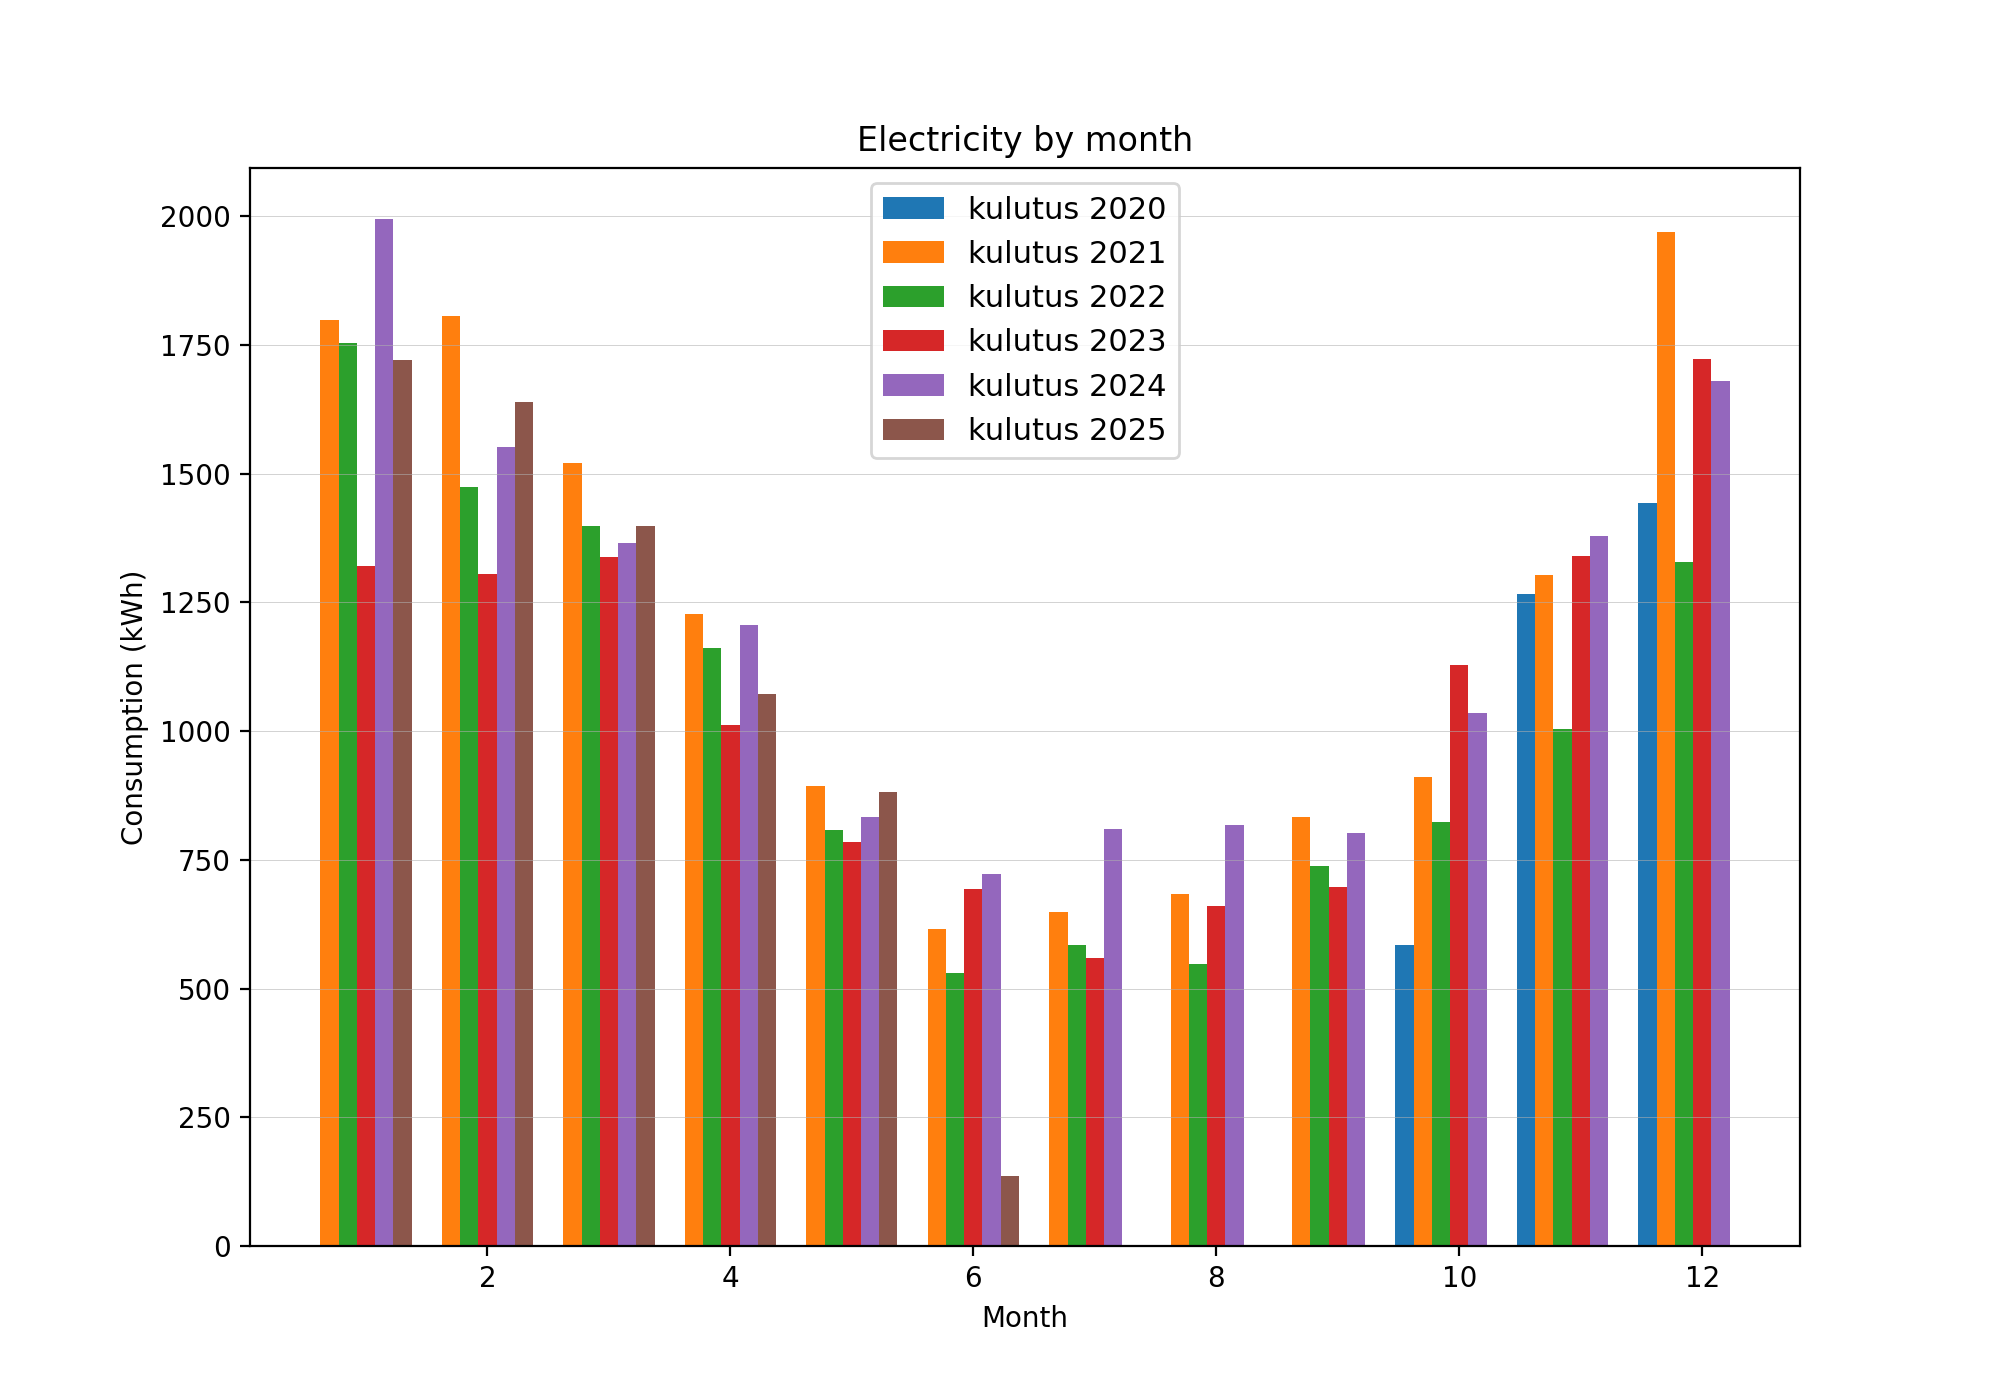 Electricity by month
kulutus 2020
kulutus 2021
kulutus 2022
kulutus 2023
kulutus 2024
kulutus 2025
Consumption (kWh)
2000
1750
1500
1250
1000
750
500
250
0
2 4 6 8 10 12
Month